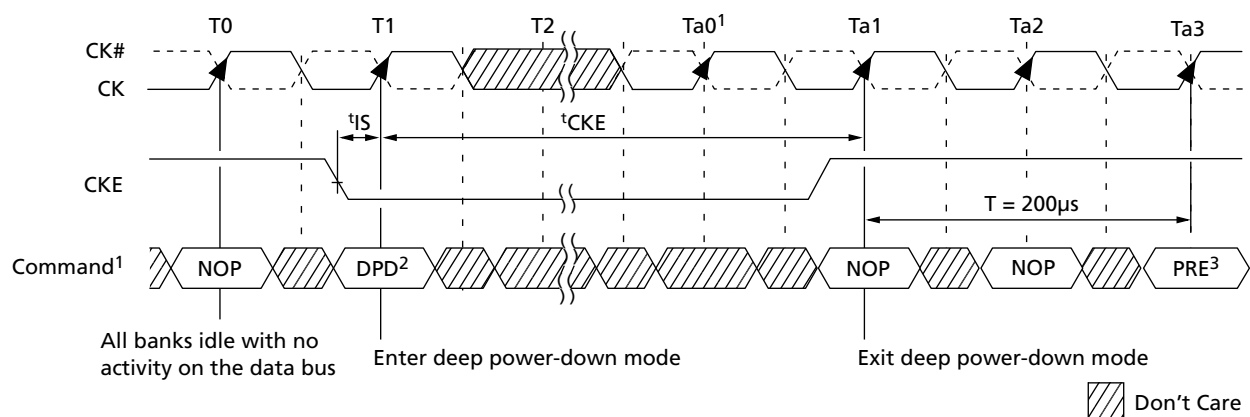 T0 T1 T2 Ta0¹ Ta1 Ta2 Ta3
CK#
CK
ᵗIS ᵗCKE
CKE
T = 200µs
Command¹ NOP DPD² NOP NOP PRE³
All banks idle with no
activity on the data bus
Enter deep power-down mode
Exit deep power-down mode
Don't Care